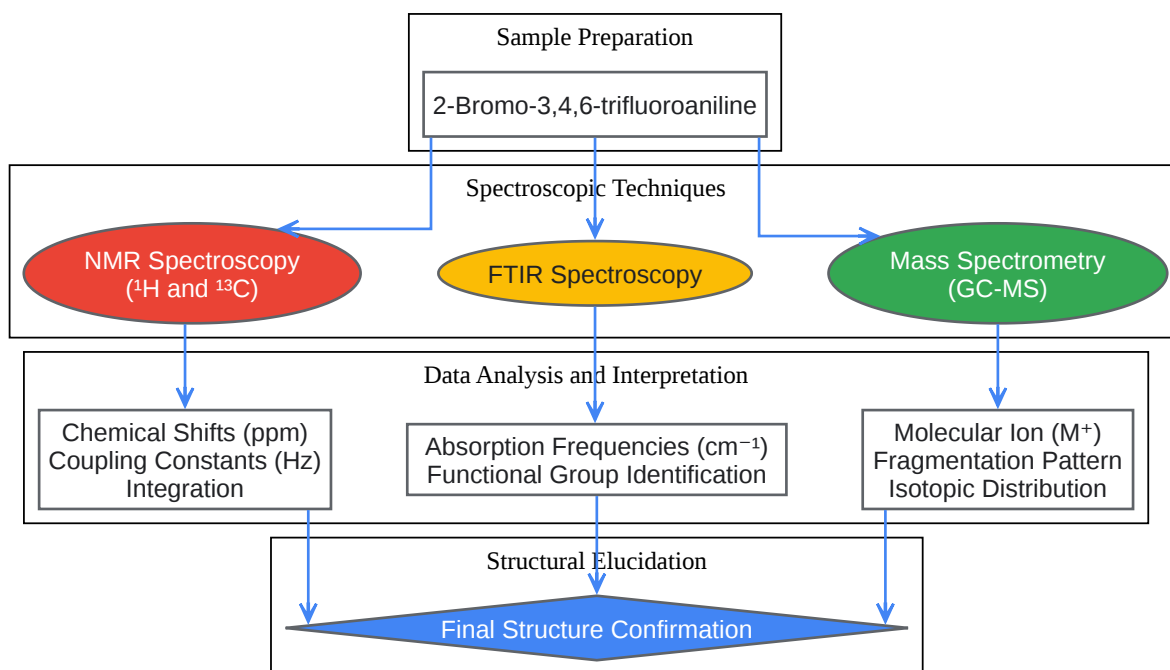 Sample Preparation
2-Bromo-3,4,6-trifluoroaniline
Spectroscopic Techniques
NMR Spectroscopy
(¹H and ¹³C)
FTIR Spectroscopy
Mass Spectrometry
(GC-MS)
Data Analysis and Interpretation
Chemical Shifts (ppm)
Coupling Constants (Hz)
Integration
Absorption Frequencies (cm⁻¹)
Functional Group Identification
Molecular Ion (M⁺)
Fragmentation Pattern
Isotopic Distribution
Structural Elucidation
Final Structure Confirmation